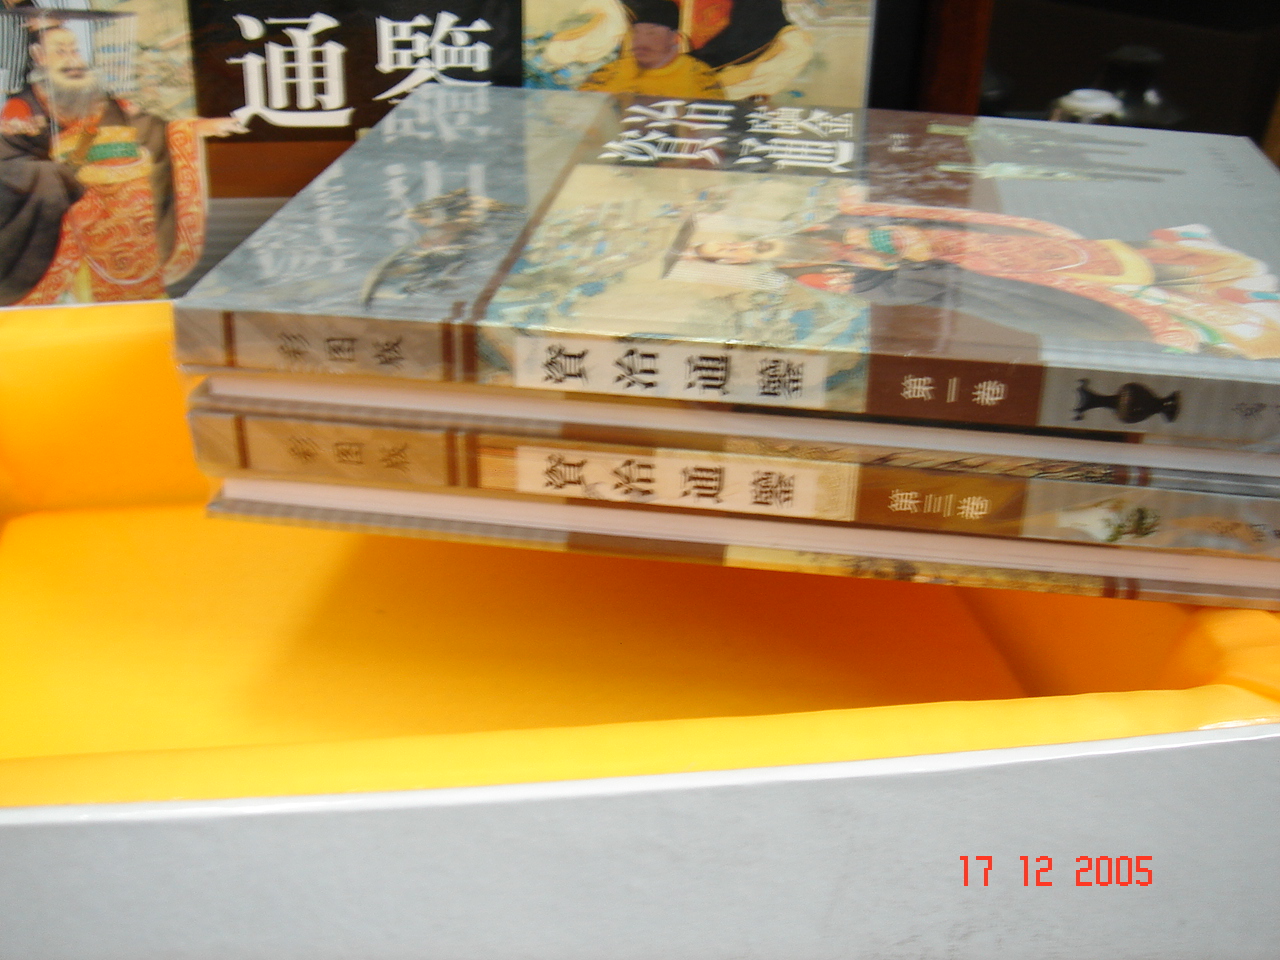 通鑒
資治
通鑒
彩图版
資治通鑒
第一卷
彩图版
資治通鑒
第三卷
17 12 2005